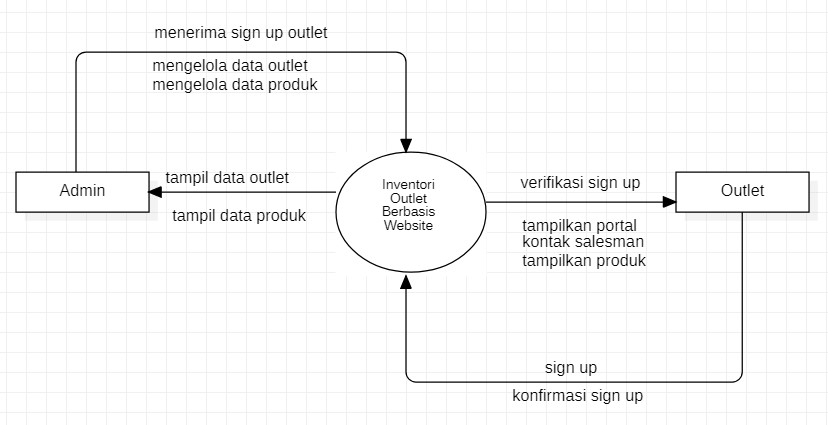 menerima sign up outlet
mengelola data outlet
mengelola data produk
Admin
tampil data outlet
tampil data produk
Inventori
Outlet
Berbasis
Website
verifikasi sign up
tampilkan portal
kontak salesman
tampilkan produk
Outlet
sign up
konfirmasi sign up